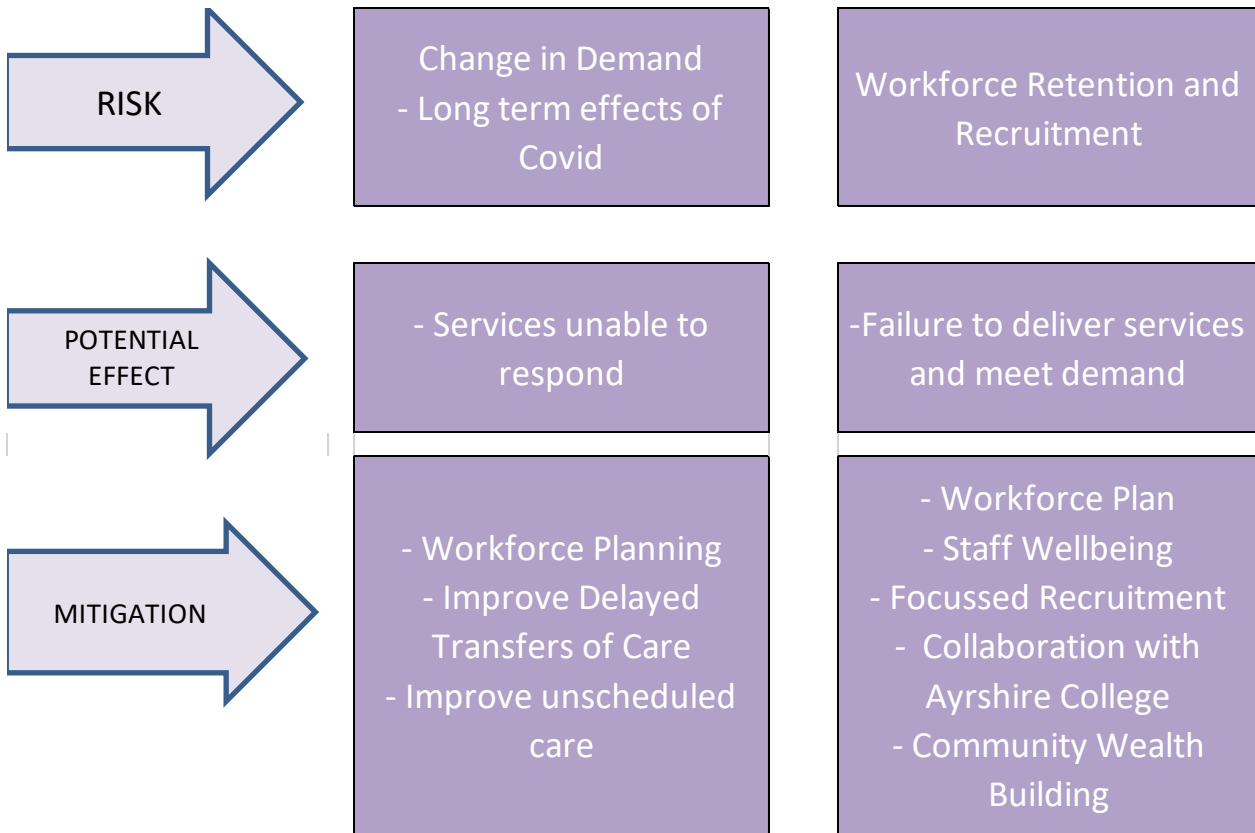 RISK
Change in Demand
- Long term effects of
Covid
Workforce Retention and
Recruitment
POTENTIAL
EFFECT
- Services unable to
respond
-Failure to deliver services
and meet demand
MITIGATION
- Workforce Planning
- Improve Delayed
Transfers of Care
- Improve unscheduled
care
- Workforce Plan
- Staff Wellbeing
- Focussed Recruitment
- Collaboration with
Ayrshire College
- Community Wealth
Building